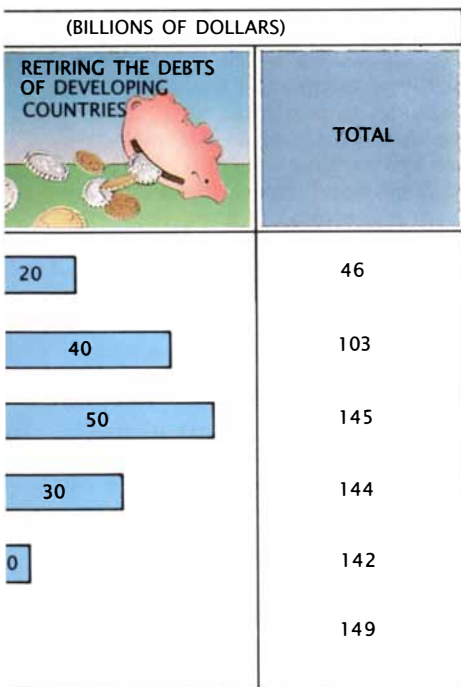 (BILLIONS OF DOLLARS)
RETIRING THE DEBTS
OF DEVELOPING
COUNTRIES
TOTAL
20 46
40 103
50 145
30 144
0 142
149